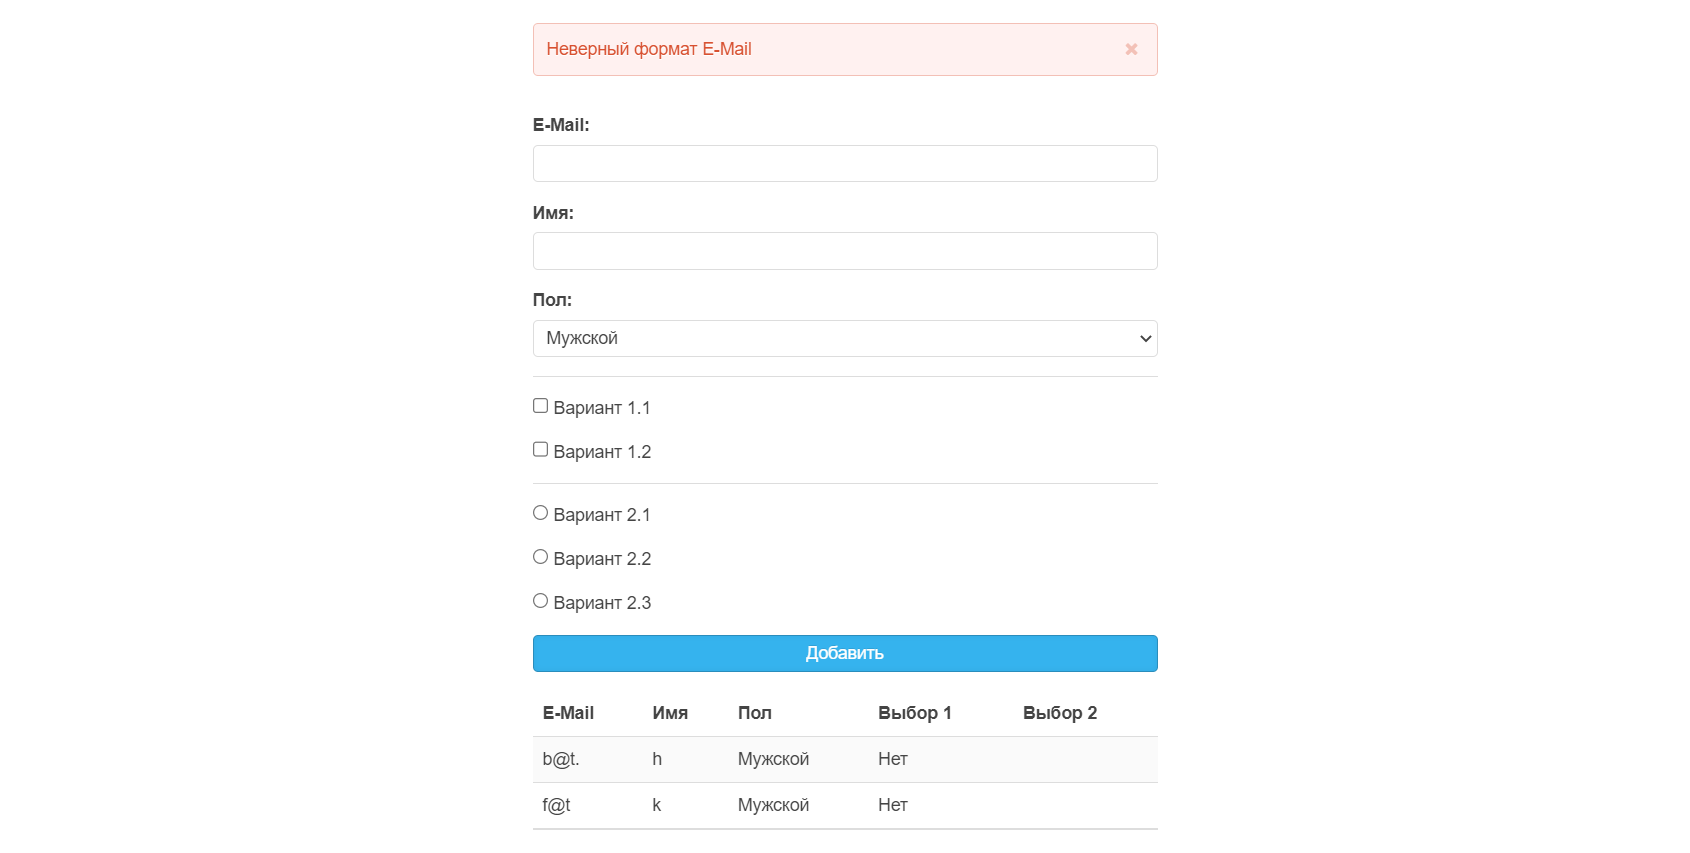 Неверный формат E-Mail
E-Mail:
Имя:
Пол:
Мужской
Вариант 1.1
Вариант 1.2
Вариант 2.1
Вариант 2.2
Вариант 2.3
Добавить
E-Mail Имя Пол Выбор 1 Выбор 2
b@t. h Мужской Нет
f@t k Мужской Нет